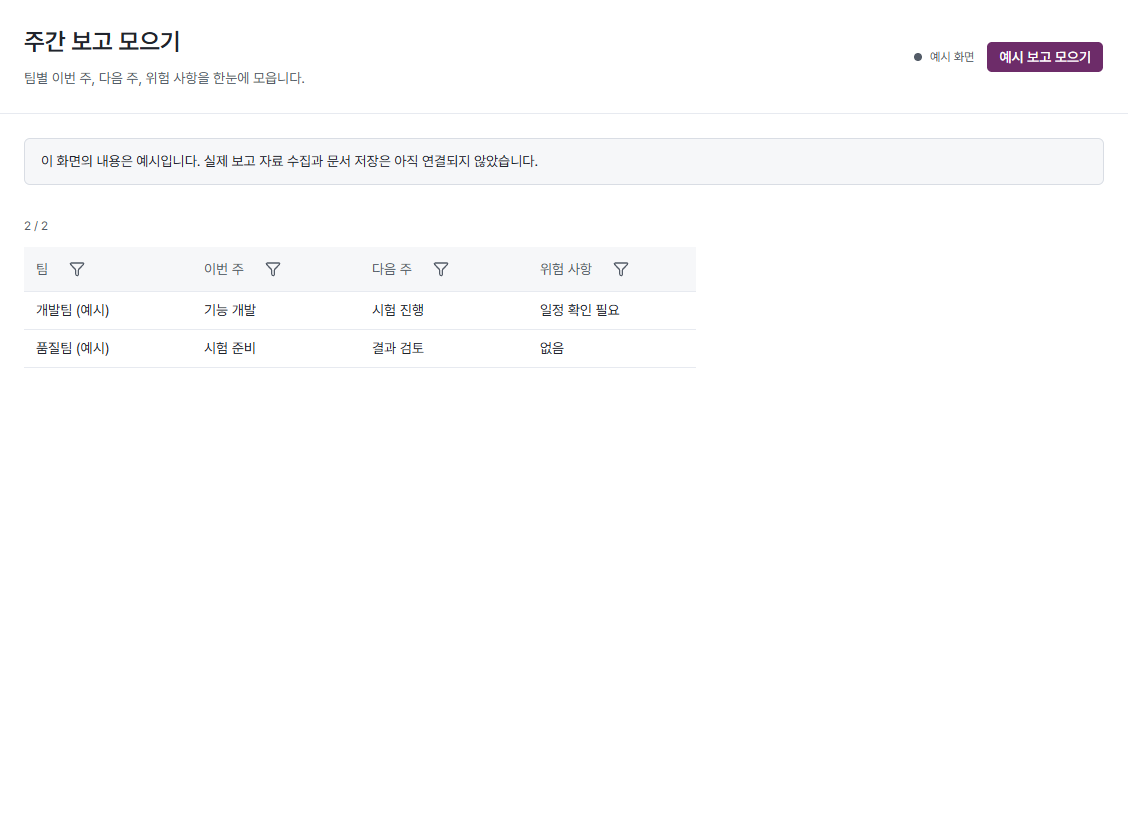 주간 보고 모으기
팀별 이번 주, 다음 주, 위험 사항을 한눈에 모읍니다.
예시 화면
예시 보고 모으기
이 화면의 내용은 예시입니다. 실제 보고 자료 수집과 문서 저장은 아직 연결되지 않았습니다.
2 / 2
팀 이번 주 다음 주 위험 사항
개발팀 (예시) 기능 개발 시험 진행 일정 확인 필요
품질팀 (예시) 시험 준비 결과 검토 없음